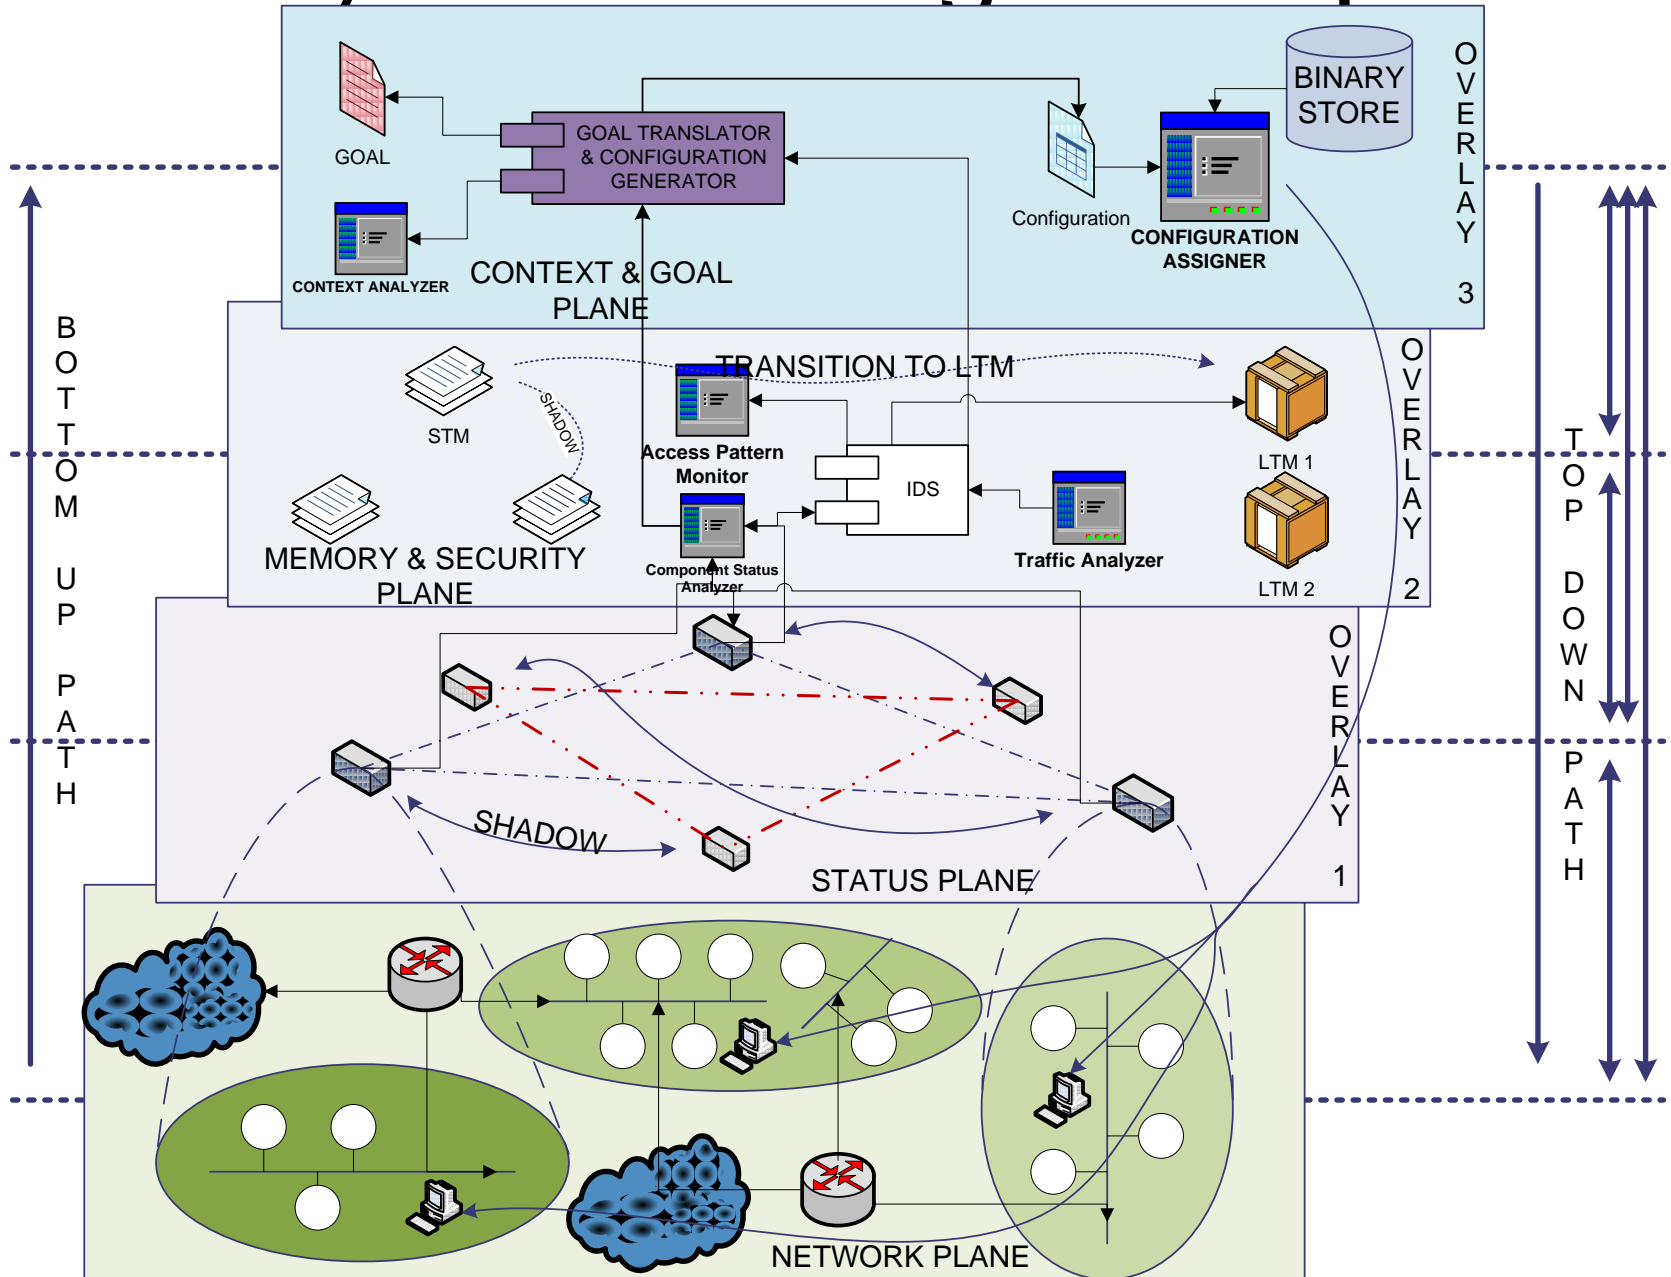 BINARY
STORE
GOAL TRANSLATOR
& CONFIGURATION
GENERATOR
GOAL
Configuration
CONFIGURATION
ASSIGNER
CONTEXT ANALYZER
CONTEXT & GOAL
PLANE
OVERLAY 3
TRANSITION TO LTM
STM
SHADOW
Access Pattern
Monitor
IDS
LTM 1
Traffic Analyzer
MEMORY & SECURITY
PLANE
Component Status
Analyzer
LTM 2
OVERLAY 2
SHADOW
STATUS PLANE
OVERLAY 1
NETWORK PLANE
BOTTOM UP PATH
TOP DOWN PATH